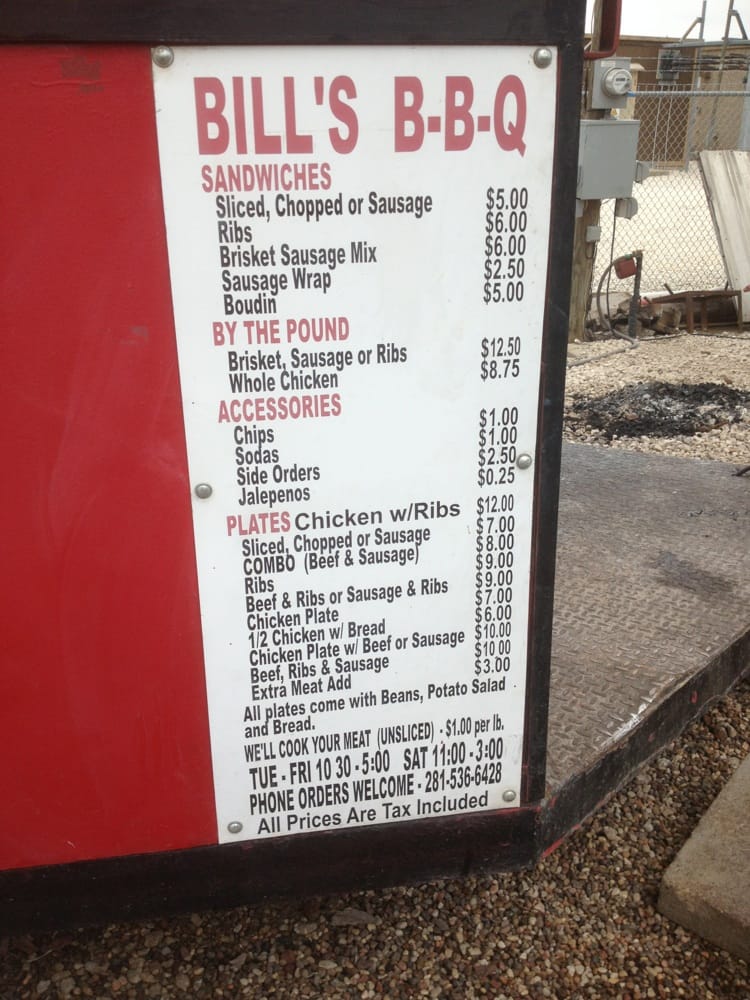 BILL'S B-B-Q
SANDWICHES
Sliced, Chopped or Sausage $5.00
Ribs $6.00
Brisket Sausage Mix $6.00
Sausage Wrap $2.50
Boudin $5.00
BY THE POUND
Brisket, Sausage or Ribs $12.50
Whole Chicken $8.75
ACCESSORIES
Chips $1.00
Sodas $1.00
Side Orders $2.50
Jalepenos $0.25
PLATES Chicken w/Ribs $12.00
Sliced, Chopped or Sausage $7.00
COMBO (Beef & Sausage) $8.00
Ribs $9.00
Beef & Ribs or Sausage & Ribs $9.00
Chicken Plate $7.00
1/2 Chicken w/ Bread $6.00
Chicken Plate w/ Beef or Sausage $10.00
Beef, Ribs & Sausage $10 00
Extra Meat Add $3.00
All plates come with Beans, Potato Salad
and Bread.
WE'LL COOK YOUR MEAT (UNSLICED) - $1.00 per lb.
TUE - FRI 10 30 - 5:00 SAT 11:00 - 3:00
PHONE ORDERS WELCOME - 281-536-6428
All Prices Are Tax Included